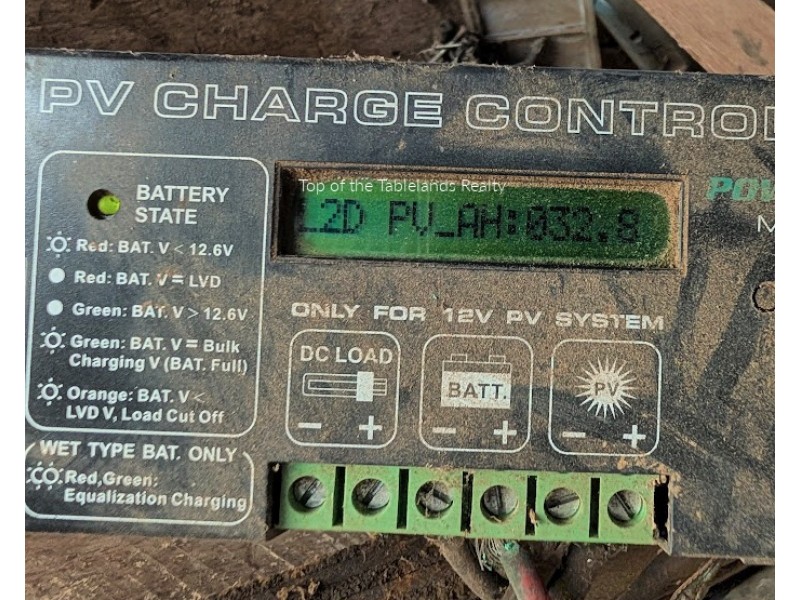 PV CHARGE CONTROL
BATTERY
STATE
Red: BAT. V < 12.6V
Red: BAT. V = LVD
Green: BAT. V > 12.6V
Green: BAT. V = Bulk
Charging V (BAT. Full)
Orange: BAT. V <
LVD V, Load Cut Off
WET TYPE BAT. ONLY
Red,Green:
Equalization Charging
Top of the Tablelands Realty
L2D PV_AH:032.8
POW
M
ONLY FOR 12V PV SYSTEM
DC LOAD
BATT.
PV
− +
− +
− +